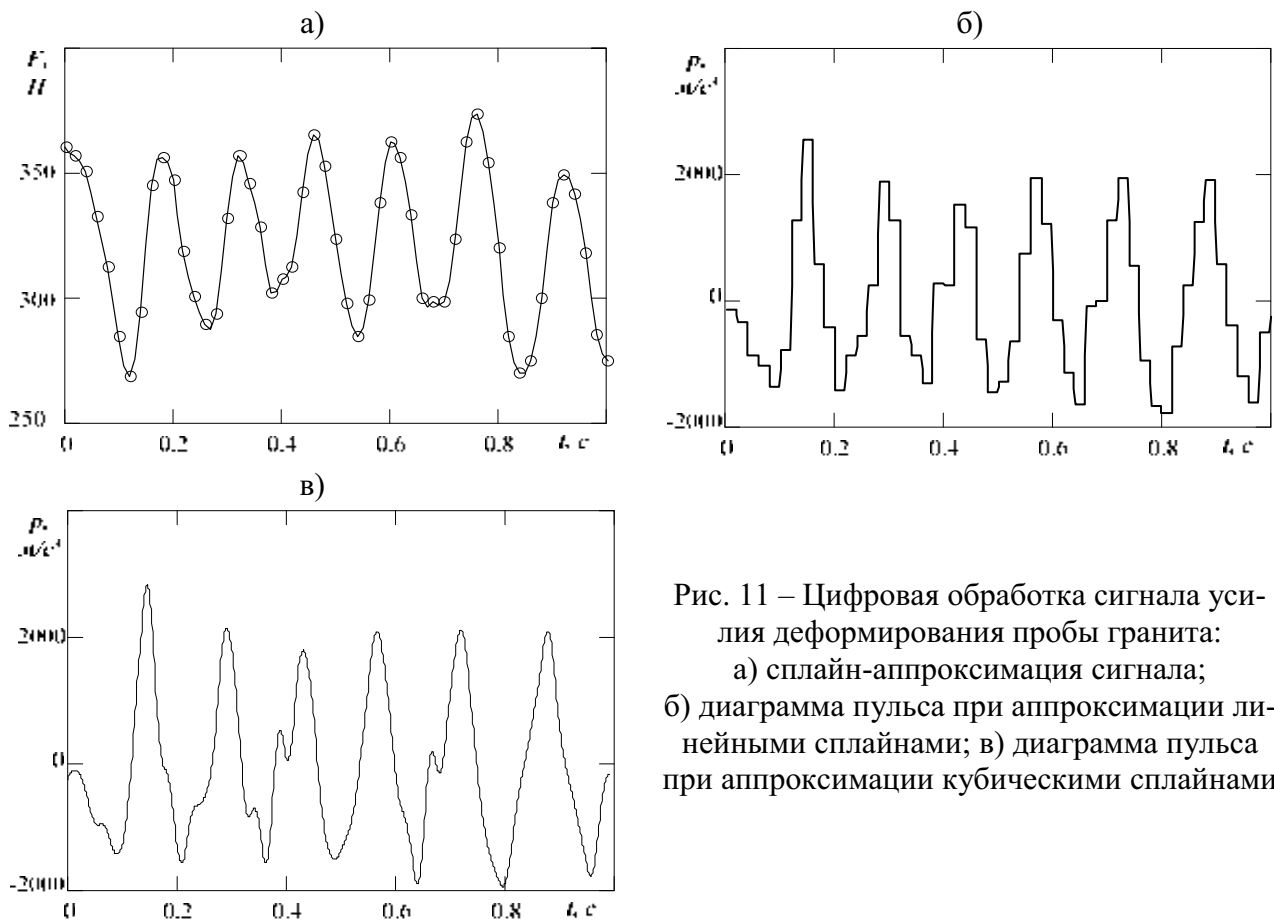 а)
F,
Н
350
300
250
0 0.2 0.4 0.6 0.8 t, с
б)
p,
м/с³
2000
0
-2000
0 0.2 0.4 0.6 0.8 t, с
в)
p,
м/с³
2000
0
-2000
0 0.2 0.4 0.6 0.8 t, с
Рис. 11 – Цифровая обработка сигнала уси-
лия деформирования пробы гранита:
а) сплайн-аппроксимация сигнала;
б) диаграмма пульса при аппроксимации ли-
нейными сплайнами; в) диаграмма пульса
при аппроксимации кубическими сплайнами